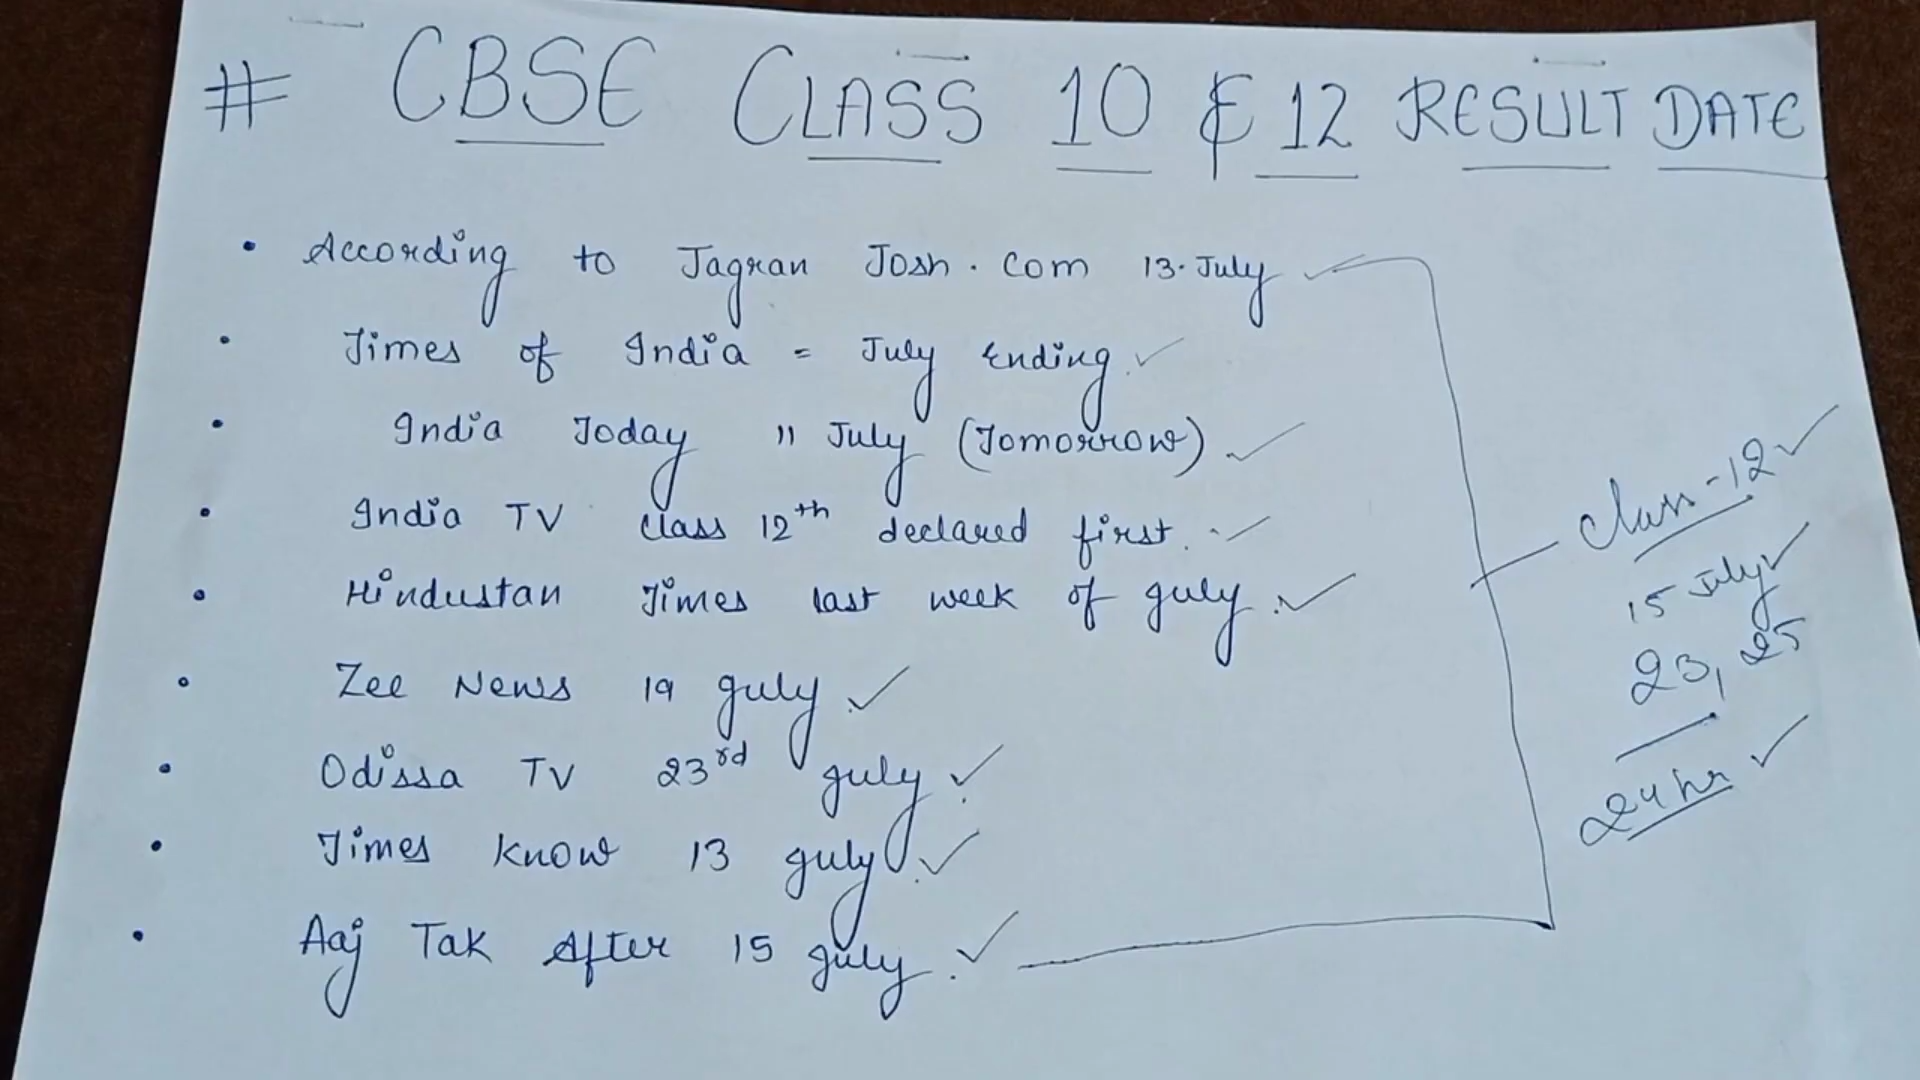 # CBSE CLASS 10 & 12 RESULT DATE
• According to Jagran Josh.com 13.July
• Times of India = July Ending.
• India Today " July (Tomorrow)
• India TV Class 12th declared first.
• Hindustan Times last week of July.
• Zee News 19 July
• Odissa TV 23rd July
• Times Know 13 July
• Aaj Tak After 15 July.
Class-12
15 July
23, 25
24 hr